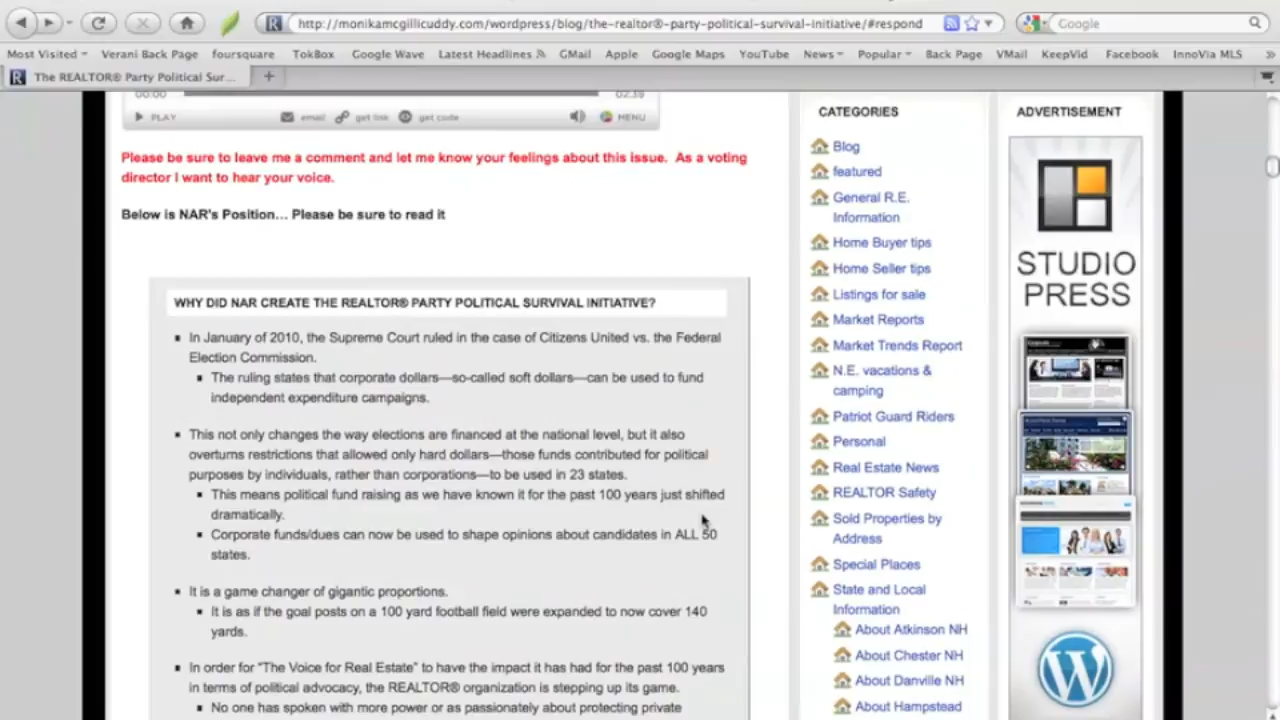 http://monikamcgillicuddy.com/wordpress/blog/the-realtor®-party-political-survival-initiative/#respond
Google
Most Visited Verani Back Page foursquare TokBox Google Wave Latest Headlines GMail Apple Google Maps YouTube News Popular Back Page VMail KeepVid Facebook InnoVia MLS »
The REALTOR® Party Political Sur...
00:00 02:39
PLAY email get link get code MENU
Please be sure to leave me a comment and let me know your feelings about this issue. As a voting
director I want to hear your voice.
Below is NAR's Position... Please be sure to read it
WHY DID NAR CREATE THE REALTOR® PARTY POLITICAL SURVIVAL INITIATIVE?
In January of 2010, the Supreme Court ruled in the case of Citizens United vs. the Federal
Election Commission.
The ruling states that corporate dollars—so-called soft dollars—can be used to fund
independent expenditure campaigns.
This not only changes the way elections are financed at the national level, but it also
overturns restrictions that allowed only hard dollars—those funds contributed for political
purposes by individuals, rather than corporations—to be used in 23 states.
This means political fund raising as we have known it for the past 100 years just shifted
dramatically.
Corporate funds/dues can now be used to shape opinions about candidates in ALL 50
states.
It is a game changer of gigantic proportions.
It is as if the goal posts on a 100 yard football field were expanded to now cover 140
yards.
In order for "The Voice for Real Estate" to have the impact it has had for the past 100 years
in terms of political advocacy, the REALTOR® organization is stepping up its game.
No one has spoken with more power or as passionately about protecting private
CATEGORIES
Blog
featured
General R.E.
Information
Home Buyer tips
Home Seller tips
Listings for sale
Market Reports
Market Trends Report
N.E. vacations &
camping
Patriot Guard Riders
Personal
Real Estate News
REALTOR Safety
Sold Properties by
Address
Special Places
State and Local
Information
About Atkinson NH
About Chester NH
About Danville NH
About Hampstead
ADVERTISEMENT
STUDIO
PRESS